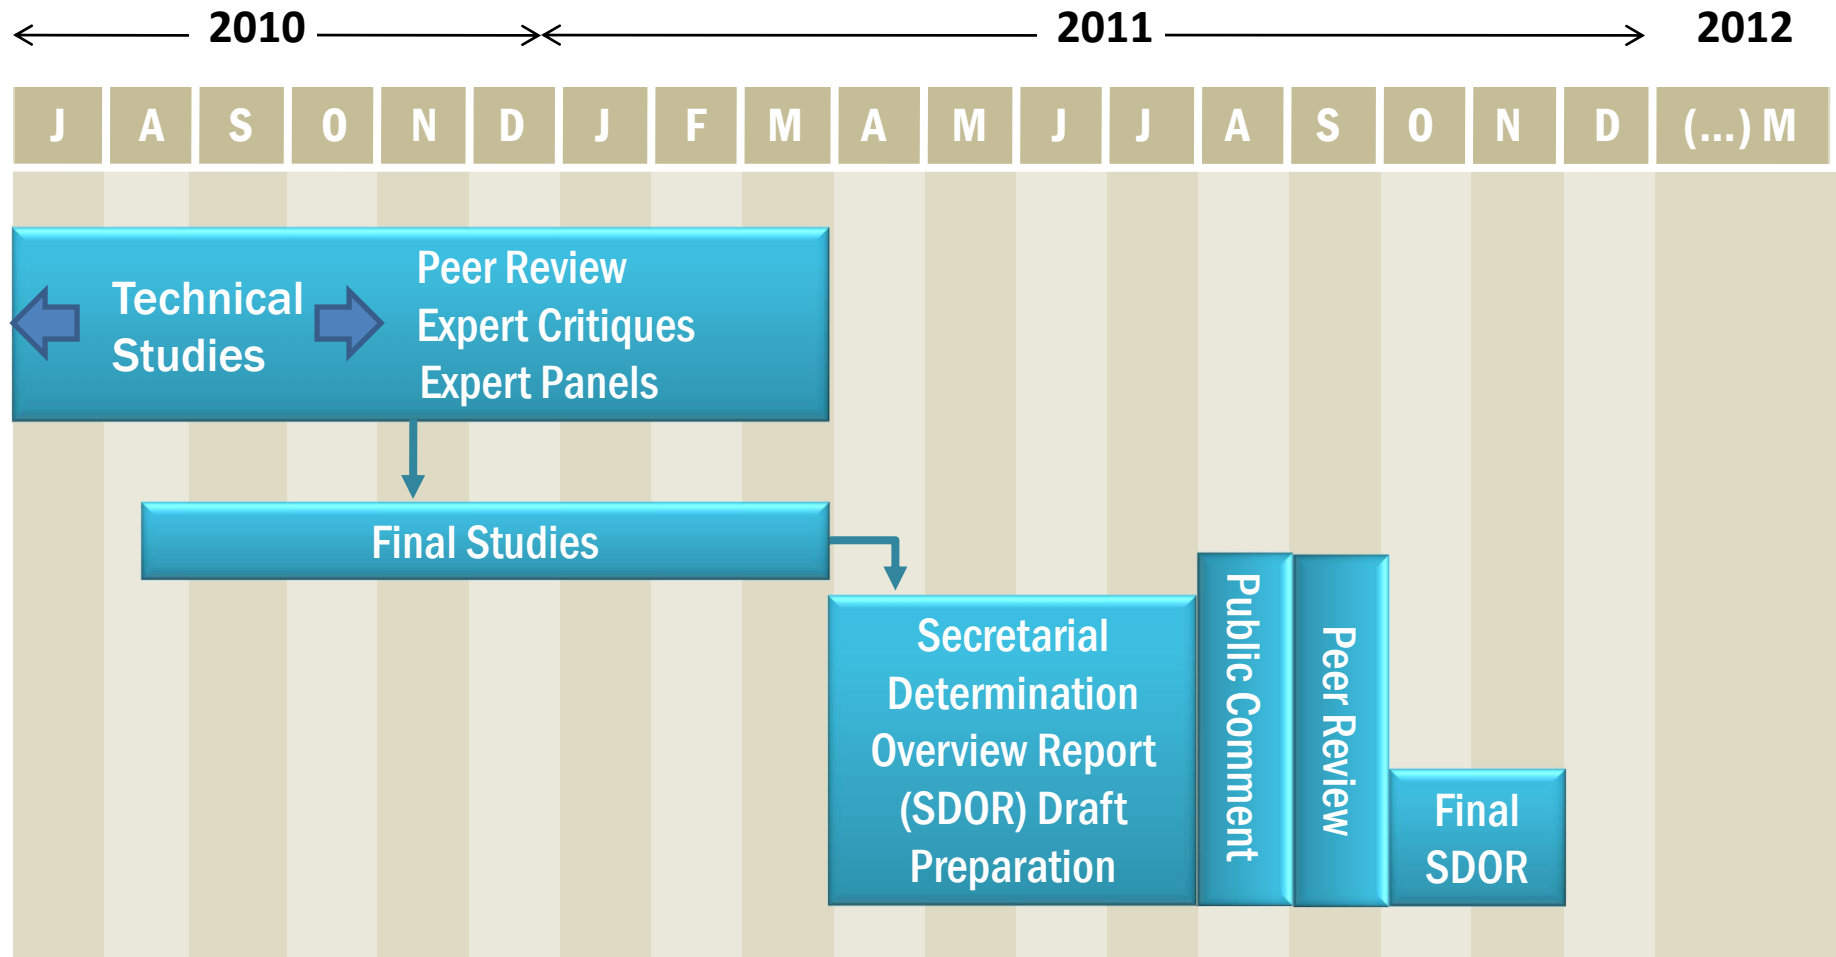 2010 2011 2012
J A S O N D J F M A M J J A S O N D (...) M
Technical
Studies
Peer Review
Expert Critiques
Expert Panels
Final Studies
Secretarial
Determination
Overview Report
(SDOR) Draft
Preparation
Public Comment
Peer Review
Final
SDOR